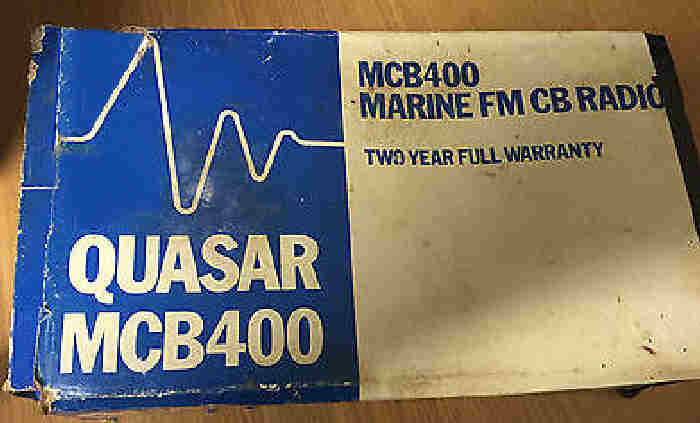 QUASAR
MCB400
MCB400
MARINE FM CB RADIO
TWO YEAR FULL WARRANTY